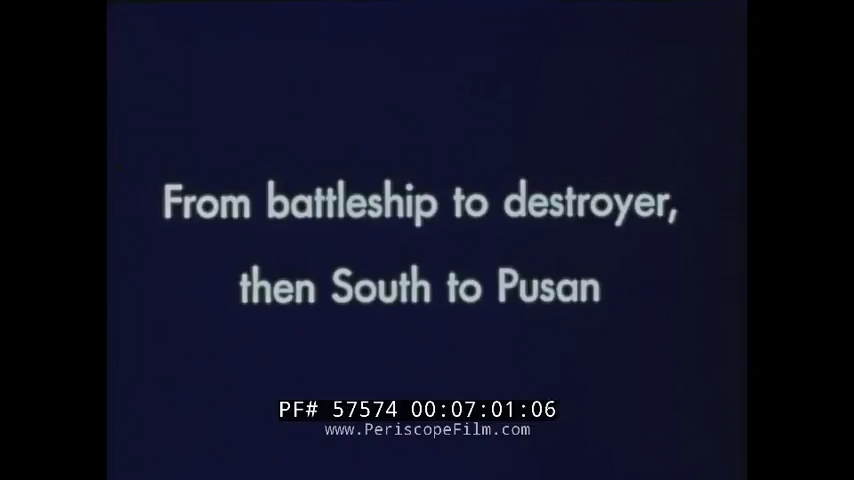 From battleship to destroyer,
then South to Pusan
PF# 57574 00:07:01:06
www.PeriscopeFilm.com